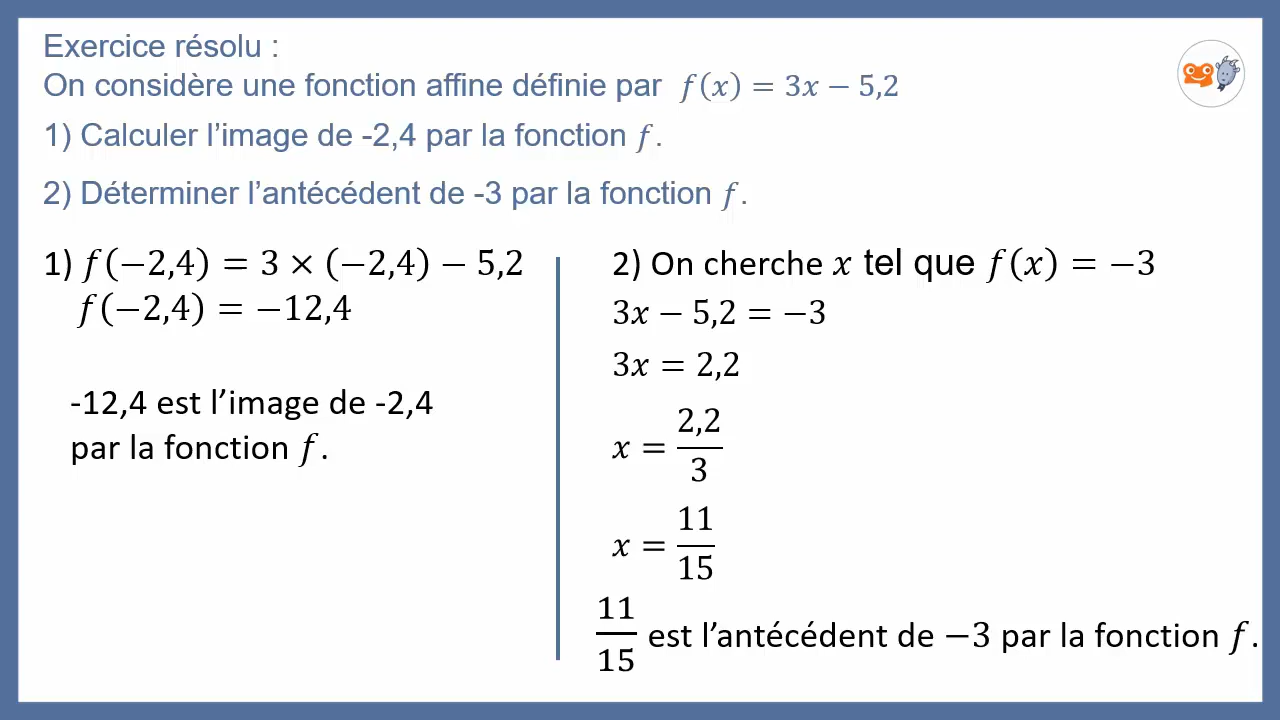 Exercice résolu :
On considère une fonction affine définie par f(x) = 3x − 5,2
1) Calculer l’image de -2,4 par la fonction f.
2) Déterminer l’antécédent de -3 par la fonction f.
1) f(−2,4) = 3 × (−2,4) − 5,2
f(−2,4) = −12,4
-12,4 est l’image de -2,4
par la fonction f.
2) On cherche x tel que f(x) = −3
3x − 5,2 = −3
3x = 2,2
x = 2,2/3
x = 11/15
11/15 est l’antécédent de −3 par la fonction f.